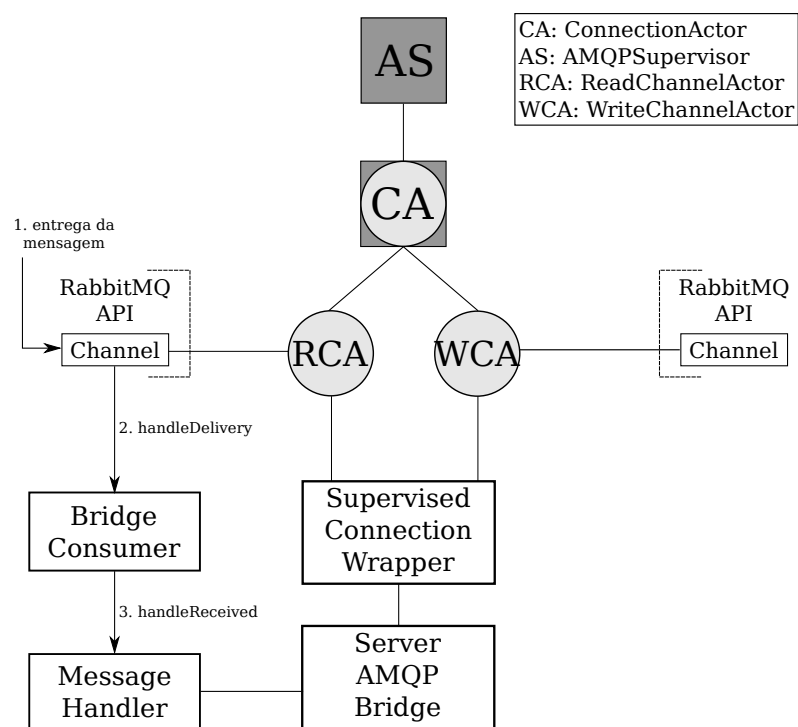 AS
CA: ConnectionActor
AS: AMQPSupervisor
RCA: ReadChannelActor
WCA: WriteChannelActor
CA
1. entrega da
mensagem
RabbitMQ
API
Channel
RCA
WCA
RabbitMQ
API
Channel
2. handleDelivery
Bridge
Consumer
Supervised
Connection
Wrapper
3. handleReceived
Message
Handler
Server
AMQP
Bridge